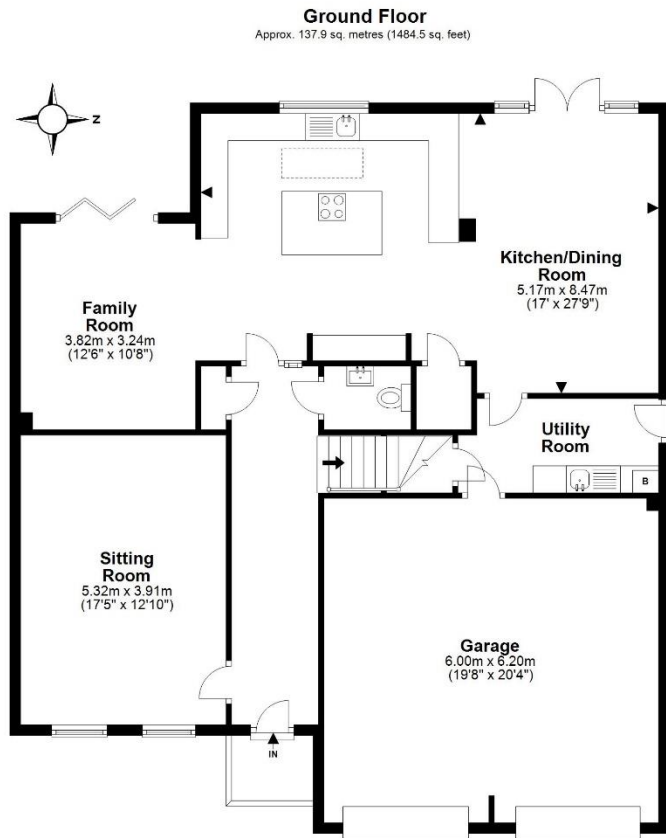 Ground Floor
Approx. 137.9 sq. metres (1484.5 sq. feet)
Z
Kitchen/Dining
Room
5.17m x 8.47m
(17' x 27'9")
Family
Room
3.82m x 3.24m
(12'6" x 10'8")
Utility
Room
B
Sitting
Room
5.32m x 3.91m
(17'5" x 12'10")
Garage
6.00m x 6.20m
(19'8" x 20'4")
IN